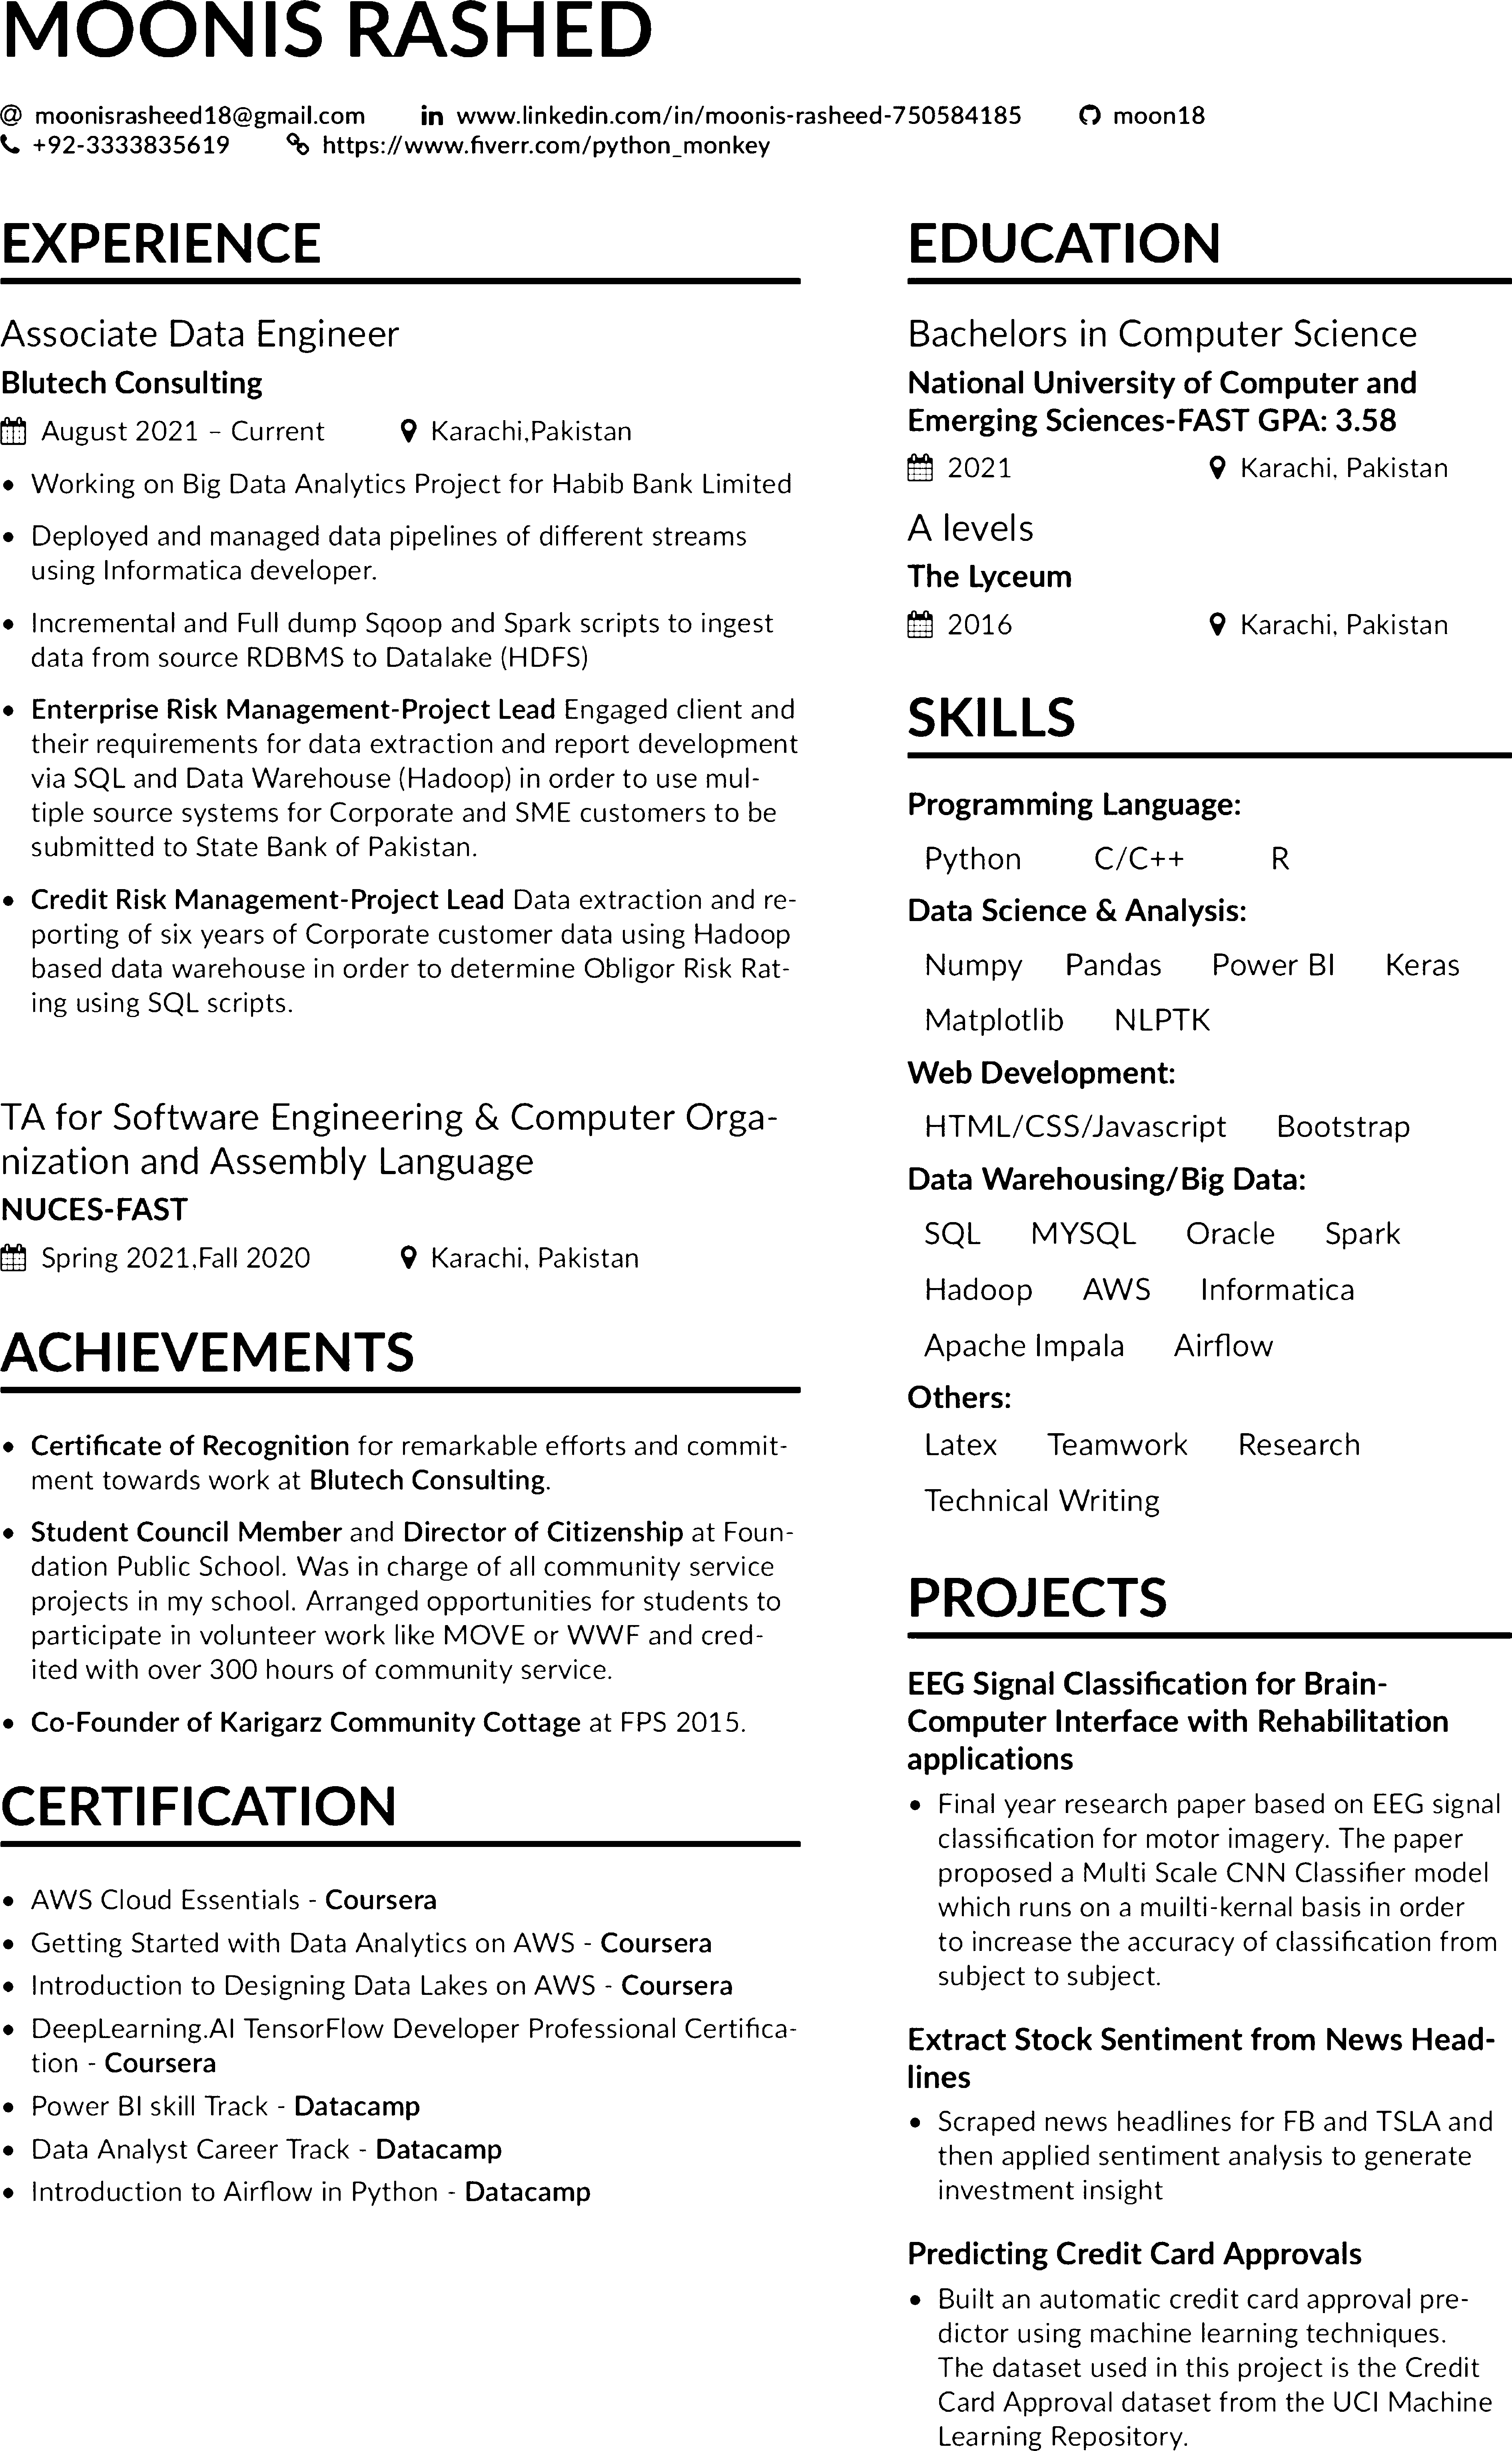 MOONIS RASHED
moonisrasheed18@gmail.com www.linkedin.com/in/moonis-rasheed-750584185 moon18
+92-3333835619 https://www.fiverr.com/python_monkey
EXPERIENCE
Associate Data Engineer
Blutech Consulting
August 2021 – Current Karachi,Pakistan
• Working on Big Data Analytics Project for Habib Bank Limited
• Deployed and managed data pipelines of different streams
using Informatica developer.
• Incremental and Full dump Sqoop and Spark scripts to ingest
data from source RDBMS to Datalake (HDFS)
• Enterprise Risk Management-Project Lead Engaged client and
their requirements for data extraction and report development
via SQL and Data Warehouse (Hadoop) in order to use mul-
tiple source systems for Corporate and SME customers to be
submitted to State Bank of Pakistan.
• Credit Risk Management-Project Lead Data extraction and re-
porting of six years of Corporate customer data using Hadoop
based data warehouse in order to determine Obligor Risk Rat-
ing using SQL scripts.
TA for Software Engineering & Computer Orga-
nization and Assembly Language
NUCES-FAST
Spring 2021,Fall 2020 Karachi, Pakistan
ACHIEVEMENTS
• Certificate of Recognition for remarkable efforts and commit-
ment towards work at Blutech Consulting.
• Student Council Member and Director of Citizenship at Foun-
dation Public School. Was in charge of all community service
projects in my school. Arranged opportunities for students to
participate in volunteer work like MOVE or WWF and cred-
ited with over 300 hours of community service.
• Co-Founder of Karigarz Community Cottage at FPS 2015.
CERTIFICATION
• AWS Cloud Essentials - Coursera
• Getting Started with Data Analytics on AWS - Coursera
• Introduction to Designing Data Lakes on AWS - Coursera
• DeepLearning.AI TensorFlow Developer Professional Certifica-
tion - Coursera
• Power BI skill Track - Datacamp
• Data Analyst Career Track - Datacamp
• Introduction to Airflow in Python - Datacamp
EDUCATION
Bachelors in Computer Science
National University of Computer and
Emerging Sciences-FAST GPA: 3.58
2021 Karachi, Pakistan
A levels
The Lyceum
2016 Karachi, Pakistan
SKILLS
Programming Language:
Python C/C++ R
Data Science & Analysis:
Numpy Pandas Power BI Keras
Matplotlib NLPTK
Web Development:
HTML/CSS/Javascript Bootstrap
Data Warehousing/Big Data:
SQL MYSQL Oracle Spark
Hadoop AWS Informatica
Apache Impala Airflow
Others:
Latex Teamwork Research
Technical Writing
PROJECTS
EEG Signal Classification for Brain-
Computer Interface with Rehabilitation
applications
• Final year research paper based on EEG signal
classification for motor imagery. The paper
proposed a Multi Scale CNN Classifier model
which runs on a muilti-kernal basis in order
to increase the accuracy of classification from
subject to subject.
Extract Stock Sentiment from News Head-
lines
• Scraped news headlines for FB and TSLA and
then applied sentiment analysis to generate
investment insight
Predicting Credit Card Approvals
• Built an automatic credit card approval pre-
dictor using machine learning techniques.
The dataset used in this project is the Credit
Card Approval dataset from the UCI Machine
Learning Repository.